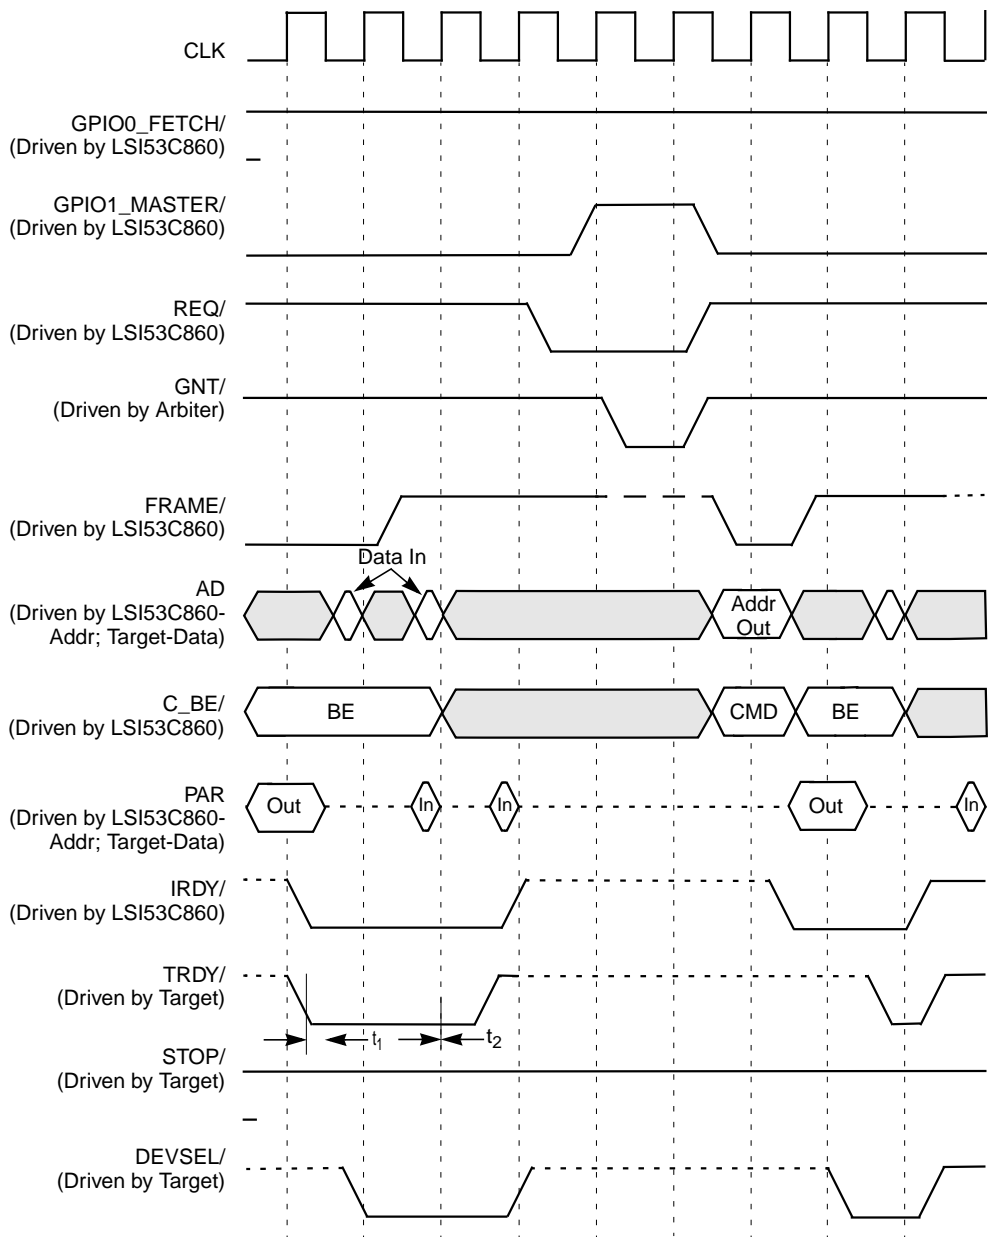 CLK
GPIO0_FETCH/
(Driven by LSI53C860)
GPIO1_MASTER/
(Driven by LSI53C860)
REQ/
(Driven by LSI53C860)
GNT/
(Driven by Arbiter)
FRAME/
(Driven by LSI53C860)
Data In
AD
(Driven by LSI53C860-
Addr; Target-Data)
Addr
Out
C_BE/
(Driven by LSI53C860)
BE
CMD
BE
PAR
(Driven by LSI53C860-
Addr; Target-Data)
Out
In
In
Out
In
IRDY/
(Driven by LSI53C860)
TRDY/
(Driven by Target)
t1
t2
STOP/
(Driven by Target)
DEVSEL/
(Driven by Target)